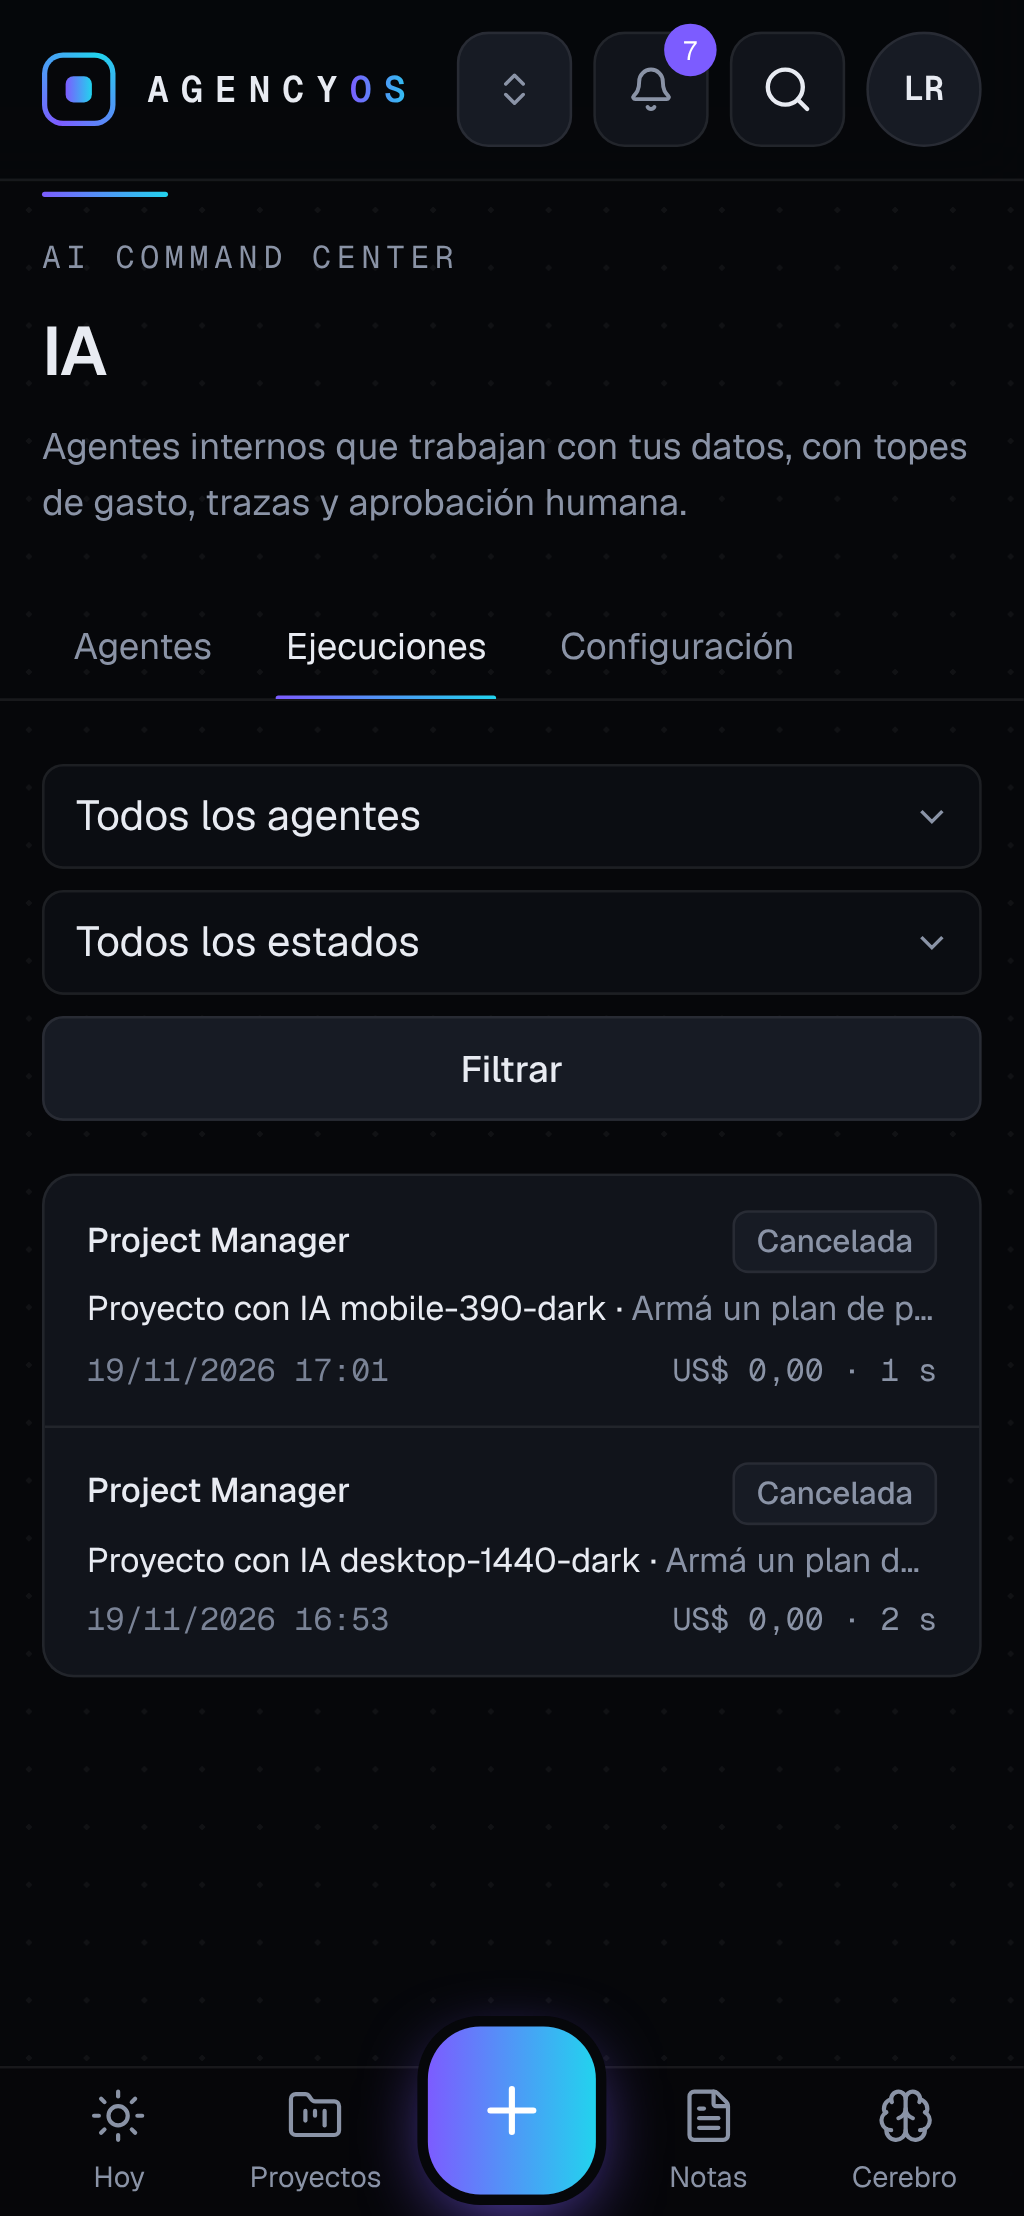 AGENCYOS
7
LR
AI COMMAND CENTER
IA
Agentes internos que trabajan con tus datos, con topes
de gasto, trazas y aprobación humana.
Agentes Ejecuciones Configuración
Todos los agentes
Todos los estados
Filtrar
Project Manager Cancelada
Proyecto con IA mobile-390-dark · Armá un plan de p...
19/11/2026 17:01 US$ 0,00 · 1 s
Project Manager Cancelada
Proyecto con IA desktop-1440-dark · Armá un plan d...
19/11/2026 16:53 US$ 0,00 · 2 s
Hoy Proyectos Notas Cerebro